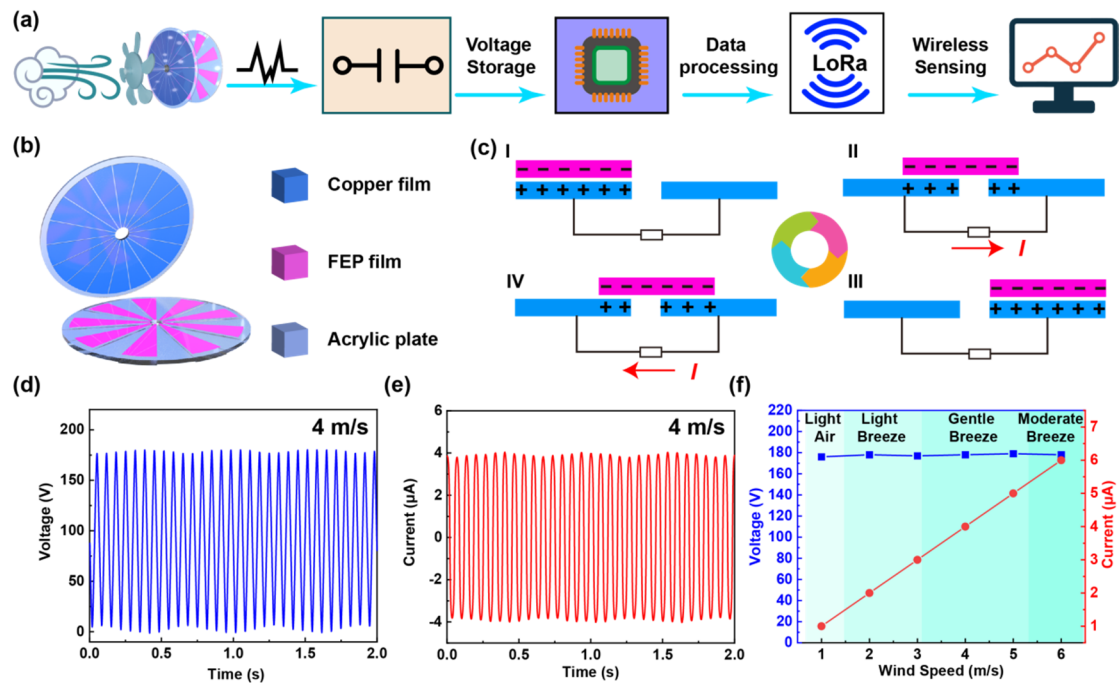 (a)
Voltage
Storage
Data
processing
LoRa
Wireless
Sensing
(b)
Copper film
FEP film
Acrylic plate
(c)
I
− − − − − −
+ + + + + +
II
− − − − − −
+ + + + +
I
IV
− − − − − −
+ + + + +
I
III
− − − − − −
+ + + + + +
(d)
4 m/s
Voltage (V)
200
150
100
50
0
0.0 0.5 1.0 1.5 2.0
Time (s)
(e)
4 m/s
Current (μA)
6
4
2
0
-2
-4
0.0 0.5 1.0 1.5 2.0
Time (s)
(f)
Light
Air
Light
Breeze
Gentle
Breeze
Moderate
Breeze
Voltage (V)
220
200
180
160
140
120
100
80
60
40
20
0
Current (μA)
7
6
5
4
3
2
1
1 2 3 4 5 6
Wind Speed (m/s)